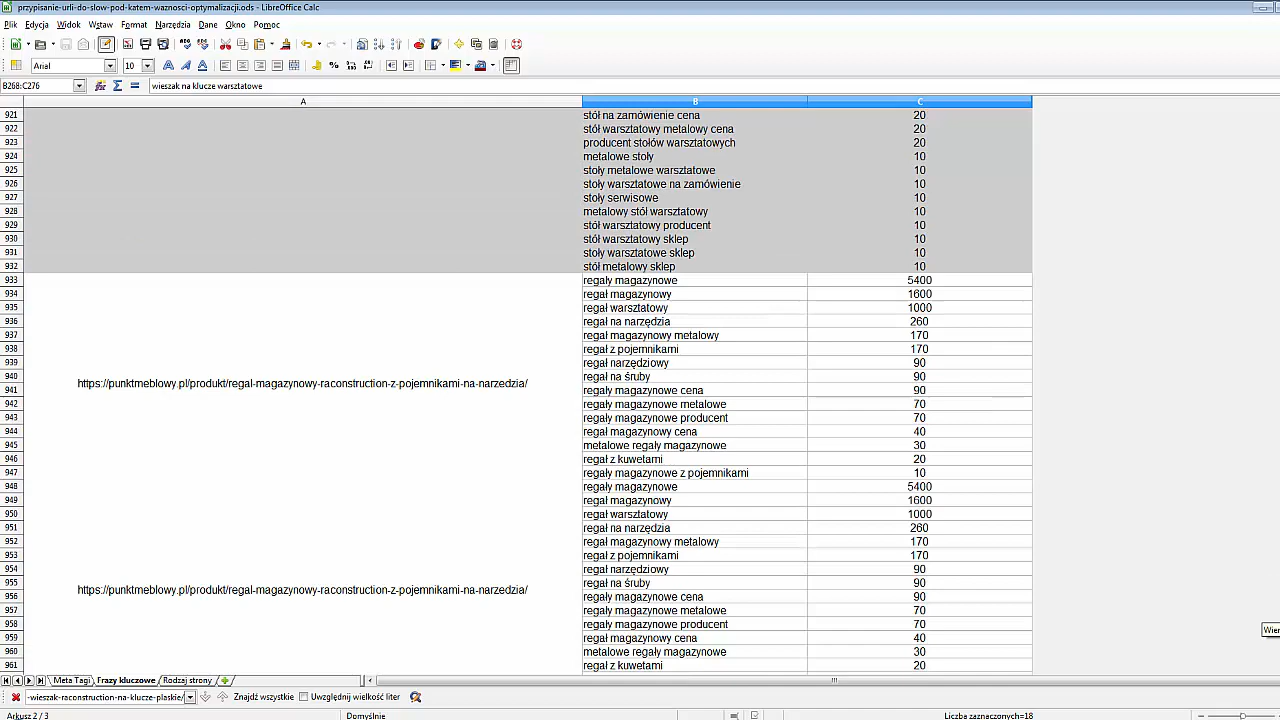 przypisanie-urli-do-slow-pod-katem-waznosci-optymalizacji.ods - LibreOffice Calc
Plik Edycja Widok Wstaw Format Narzędzia Dane Okno Pomoc
Arial 10
B268:C276 wieszak na klucze warsztatowe
A B C
921 stół na zamówienie cena 20
922 stół warsztatowy metalowy cena 20
923 producent stołów warsztatowych 20
924 metalowe stoły 10
925 stoły metalowe warsztatowe 10
926 stoły warsztatowe na zamówienie 10
927 stoły serwisowe 10
928 metalowy stół warsztatowy 10
929 stół warsztatowy producent 10
930 stół warsztatowy sklep 10
931 stoły warsztatowe sklep 10
932 stół metalowy sklep 10
933 regały magazynowe 5400
934 regał magazynowy 1600
935 regał warsztatowy 1000
936 regał na narzędzia 260
937 regał magazynowy metalowy 170
938 regał z pojemnikami 170
939 regał narzędziowy 90
940 https://punktmeblowy.pl/produkt/regal-magazynowy-raconstruction-z-pojemnikami-na-narzedzia/ regał na śruby 90
941 regały magazynowe cena 90
942 regały magazynowe metalowe 70
943 regały magazynowe producent 70
944 regał magazynowy cena 40
945 metalowe regały magazynowe 30
946 regał z kuwetami 20
947 regały magazynowe z pojemnikami 10
948 regały magazynowe 5400
949 regał magazynowy 1600
950 regał warsztatowy 1000
951 regał na narzędzia 260
952 regał magazynowy metalowy 170
953 regał z pojemnikami 170
954 regał narzędziowy 90
955 https://punktmeblowy.pl/produkt/regal-magazynowy-raconstruction-z-pojemnikami-na-narzedzia/ regał na śruby 90
956 regały magazynowe cena 90
957 regały magazynowe metalowe 70
958 regały magazynowe producent 70
959 regał magazynowy cena 40
960 metalowe regały magazynowe 30
961 regał z kuwetami 20
Wier
Meta Tagi Frazy kluczowe Rodzaj strony
-wieszak-raconstruction-na-klucze-plaskie/ Znajdź wszystkie Uwzględnij wielkość liter
Arkusz 2 / 3 Domyślnie Liczba zaznaczonych=18